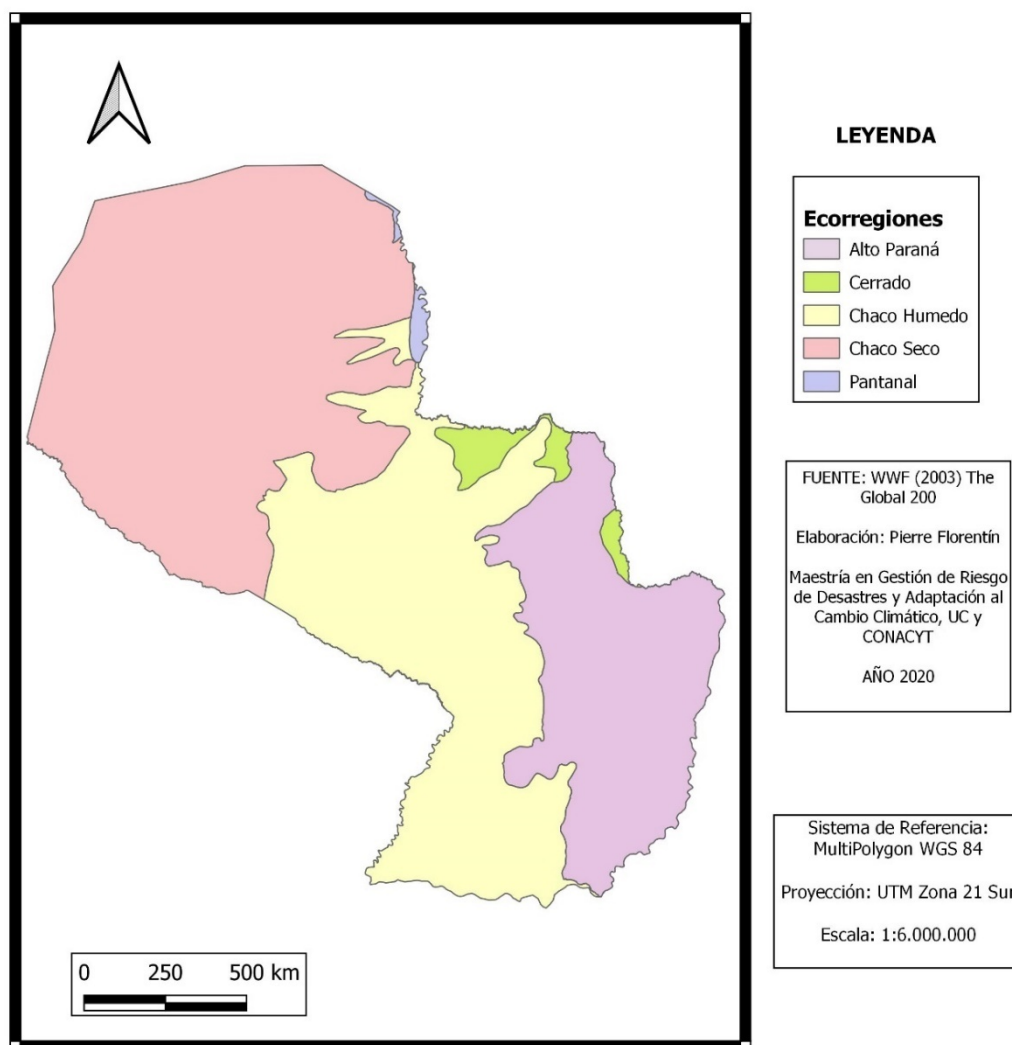 LEYENDA
Ecorregiones
Alto Paraná
Cerrado
Chaco Humedo
Chaco Seco
Pantanal
FUENTE: WWF (2003) The
Global 200
Elaboración: Pierre Florentín
Maestría en Gestión de Riesgo
de Desastres y Adaptación al
Cambio Climático, UC y
CONACYT
AÑO 2020
Sistema de Referencia:
MultiPolygon WGS 84
Proyección: UTM Zona 21 Sur
Escala: 1:6.000.000
0 250 500 km